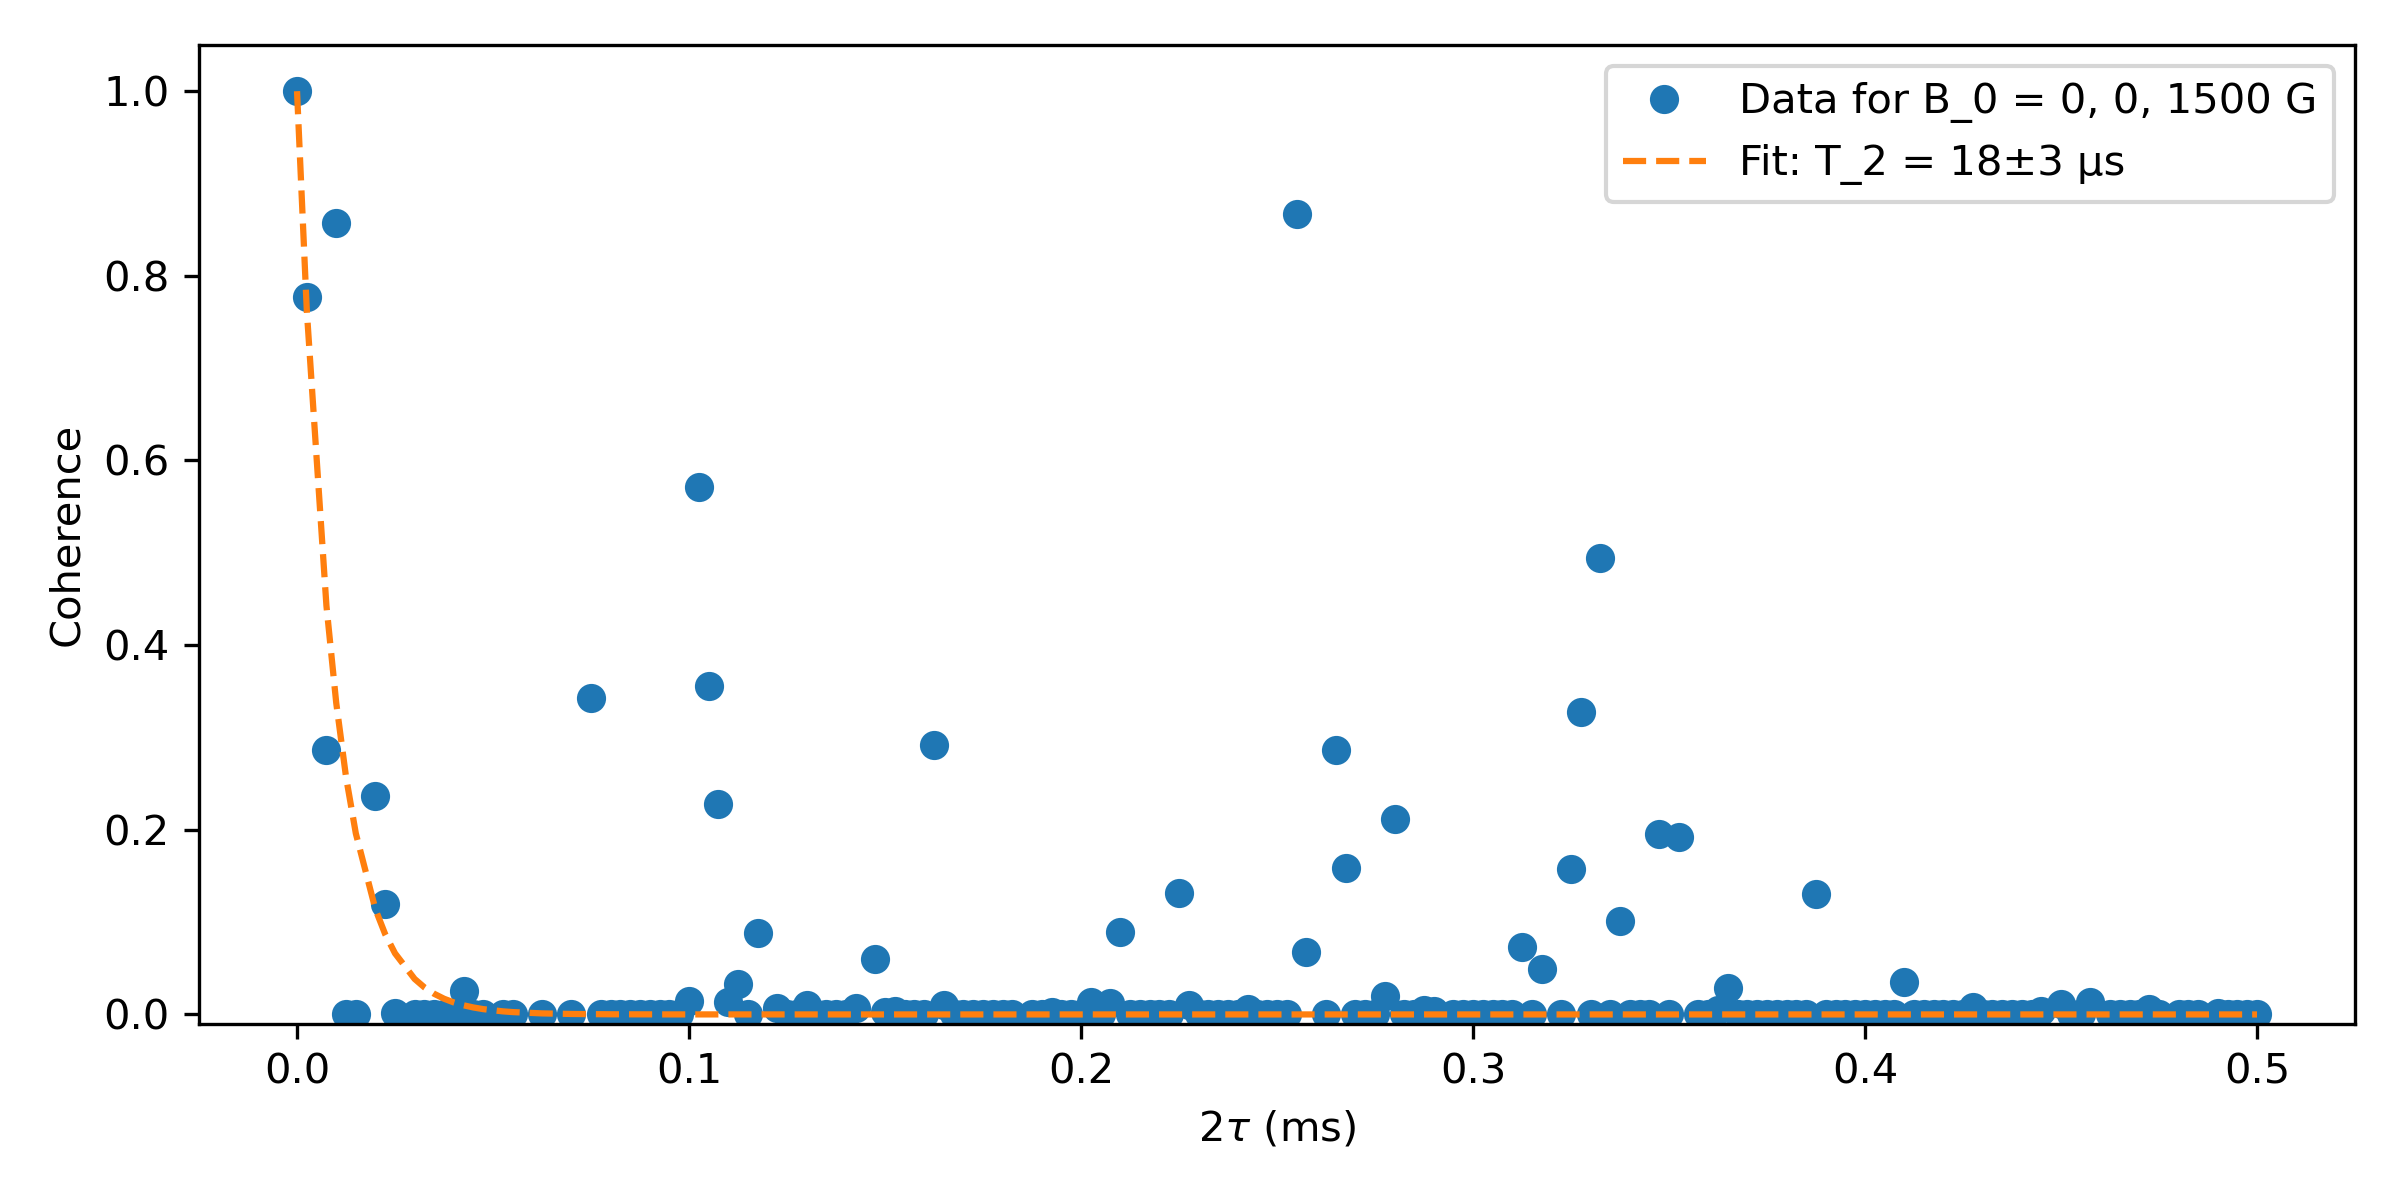 Data for B_0 = 0, 0, 1500 G
Fit: T_2 = 18±3 μs
1.0
0.8
0.6
0.4
0.2
0.0
Coherence
0.0 0.1 0.2 0.3 0.4 0.5
2τ (ms)